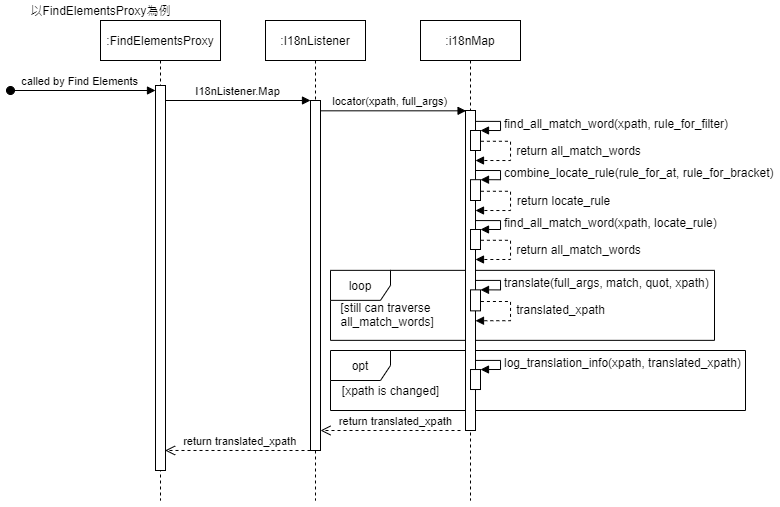 以FindElementsProxy為例
:FindElementsProxy
:I18nListener
:i18nMap
called by Find Elements
I18nListener.Map
locator(xpath, full_args)
find_all_match_word(xpath, rule_for_filter)
return all_match_words
combine_locate_rule(rule_for_at, rule_for_bracket)
return locate_rule
find_all_match_word(xpath, locate_rule)
return all_match_words
loop
[still can traverse
all_match_words]
translate(full_args, match, quot, xpath)
translated_xpath
opt
[xpath is changed]
log_translation_info(xpath, translated_xpath)
return translated_xpath
return translated_xpath